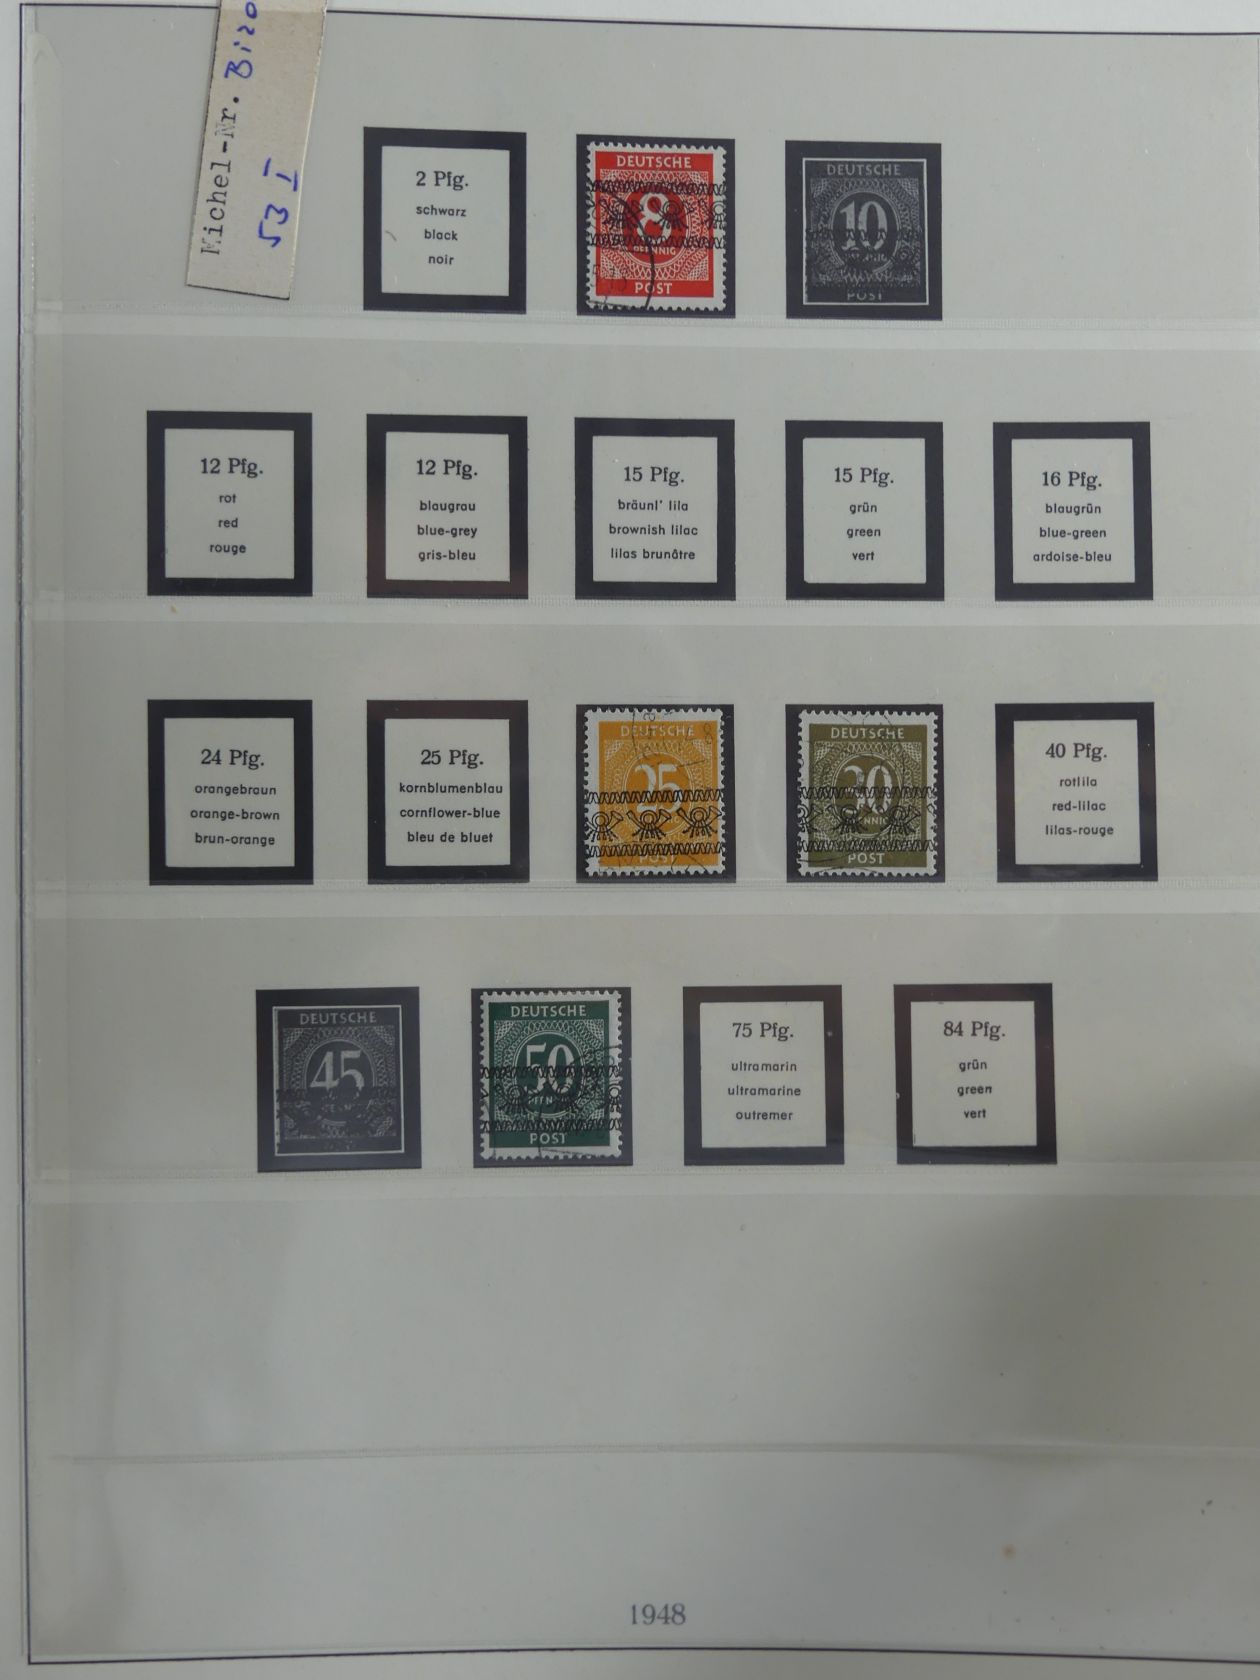 Michel-Nr. Bizo
53 I
2 Pfg.
schwarz
black
noir
DEUTSCHE
8
PFENNIG
POST
DEUTSCHE
10
POST
12 Pfg.
rot
red
rouge
12 Pfg.
blaugrau
blue-grey
gris-bleu
15 Pfg.
bräunl' lila
brownish lilac
lilas brunâtre
15 Pfg.
grün
green
vert
16 Pfg.
blaugrün
blue-green
ardoise-bleu
24 Pfg.
orangebraun
orange-brown
brun-orange
25 Pfg.
kornblumenblau
cornflower-blue
bleu de bluet
DEUTSCHE
25
POST
DEUTSCHE
30
POST
40 Pfg.
rotlila
red-lilac
lilas-rouge
DEUTSCHE
45
DEUTSCHE
50
POST
75 Pfg.
ultramarin
ultramarine
outremer
84 Pfg.
grün
green
vert
1948